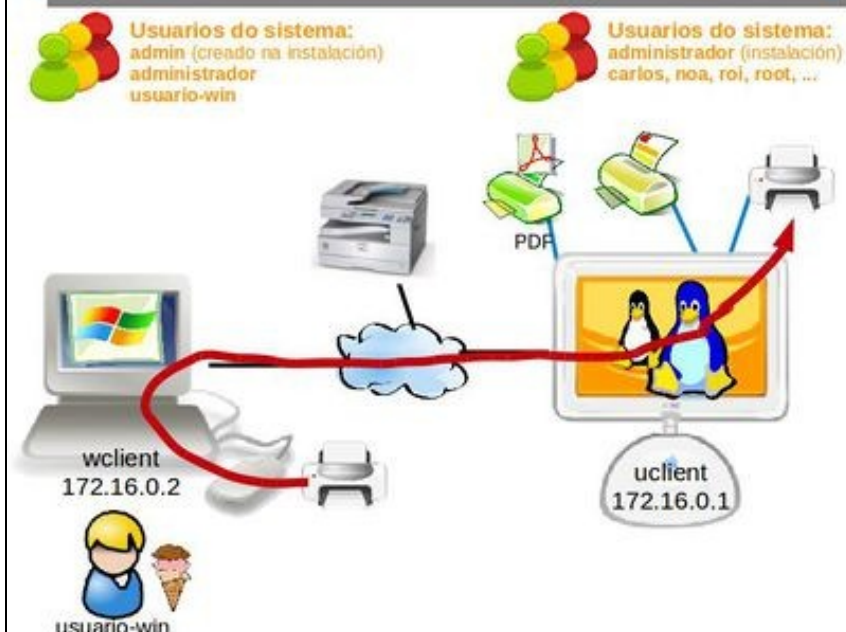 Usuarios do sistema:
admin (creado na instalación)
administrador
usuario-win
Usuarios do sistema:
administrador (instalación)
carlos, noa, roi, root, ...
PDF
wclient
172.16.0.2
uclient
172.16.0.1
usuario-win